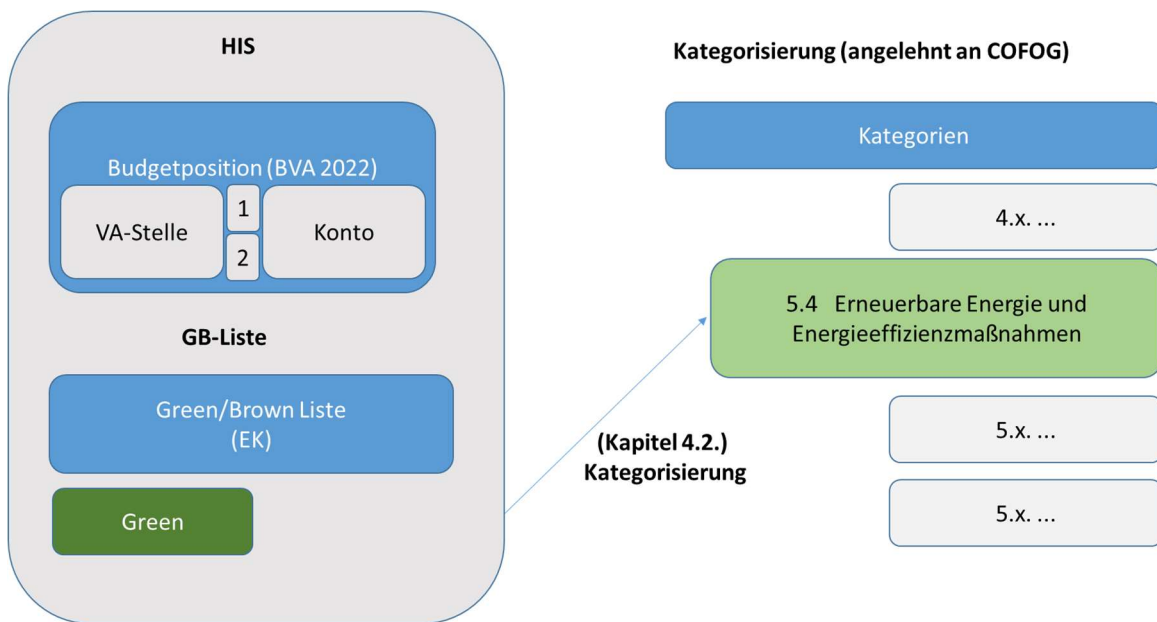 HIS
Budgetposition (BVA 2022)
VA-Stelle
1
2
Konto
GB-Liste
Green/Brown Liste
(EK)
Green
(Kapitel 4.2.)
Kategorisierung
Kategorisierung (angelehnt an COFOG)
Kategorien
4.x. ...
5.4 Erneuerbare Energie und
Energieeffizienzmaßnahmen
5.x. ...
5.x. ...